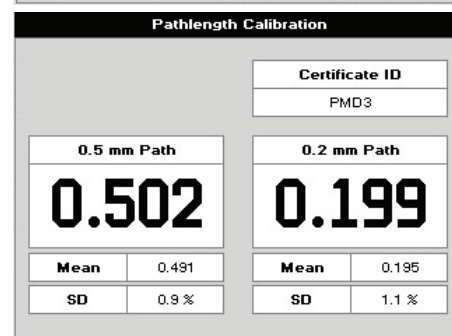 Pathlength Calibration
Certificate ID
PMD3
0.5 mm Path
0.2 mm Path
0.502
0.199
Mean 0.491
Mean 0.195
SD 0.9 %
SD 1.1 %